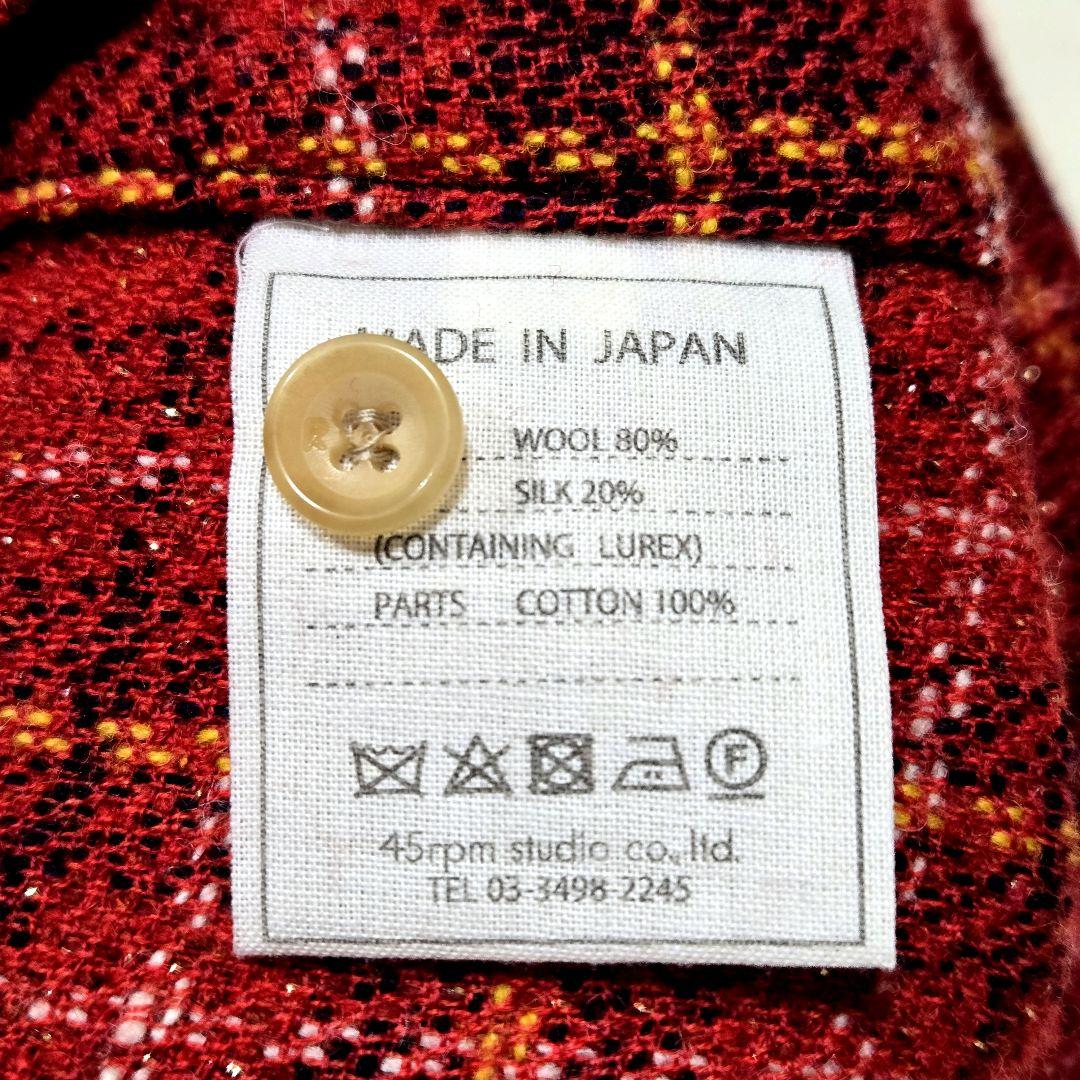 MADE IN JAPAN
WOOL 80%
SILK 20%
(CONTAINING LUREX)
PARTS COTTON 100%
F
45rpm studio co.,ltd.
TEL 03-3498-2245